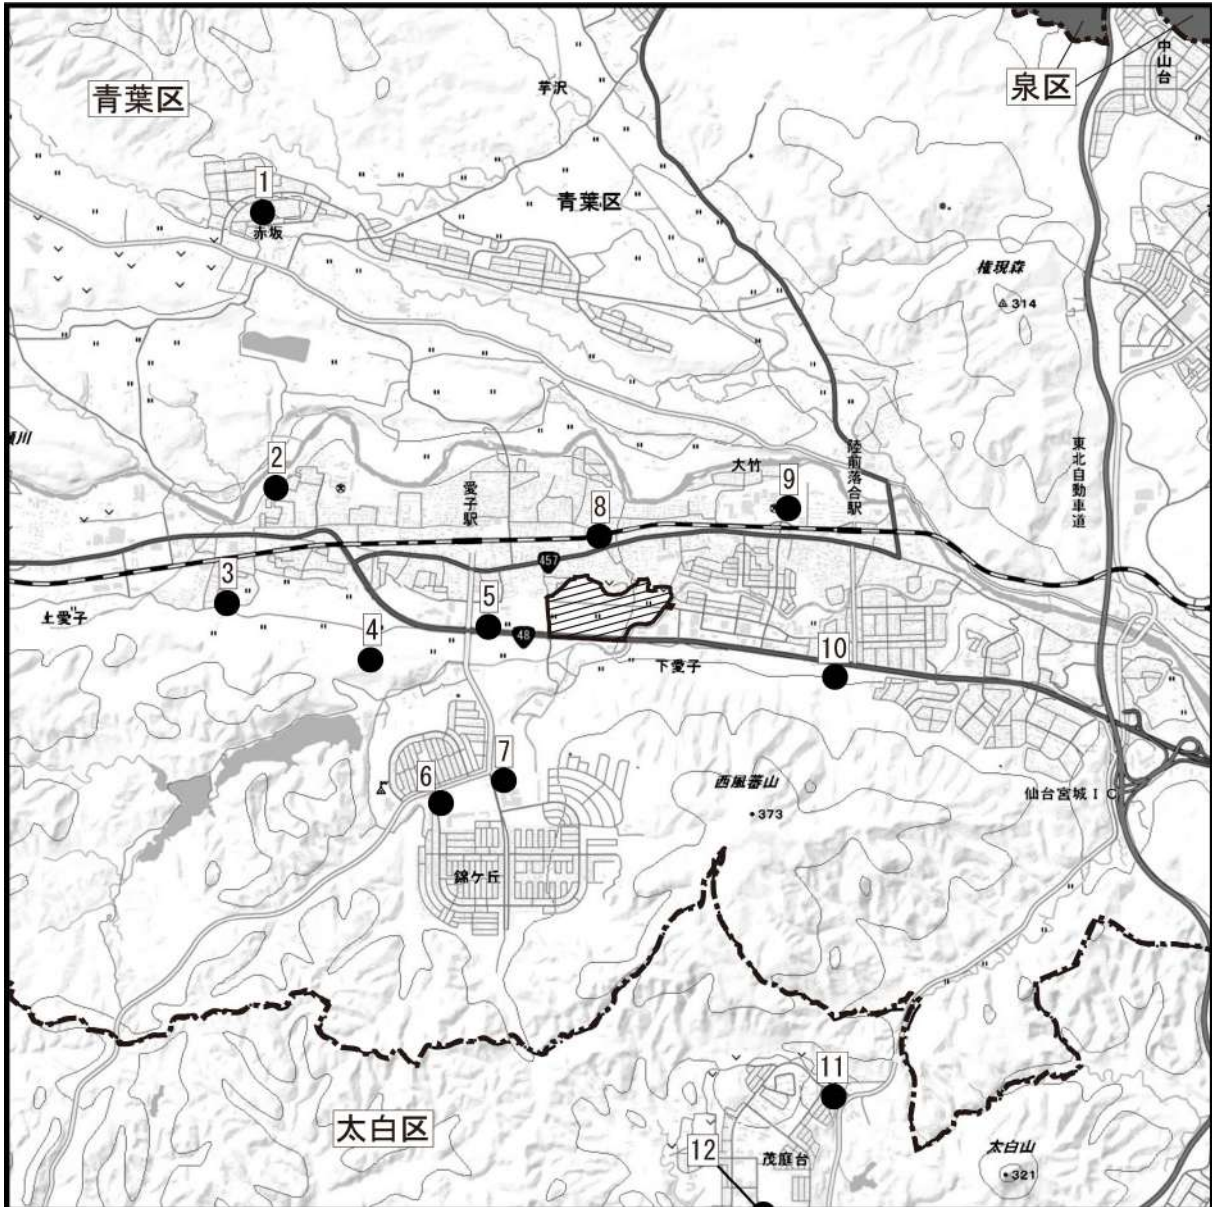 中山台
泉区
芋沢
青葉区
青葉区
1
赤坂
権現森
314
東北自動車道
川
2
愛子駅
大竹
9
陸前落合駅
8
457
3
上愛子
5
48
4
10
下愛子
7
6
西風蕃山
373
仙台宮城IC
錦ケ丘
11
太白区
12
茂庭台
太白山
321